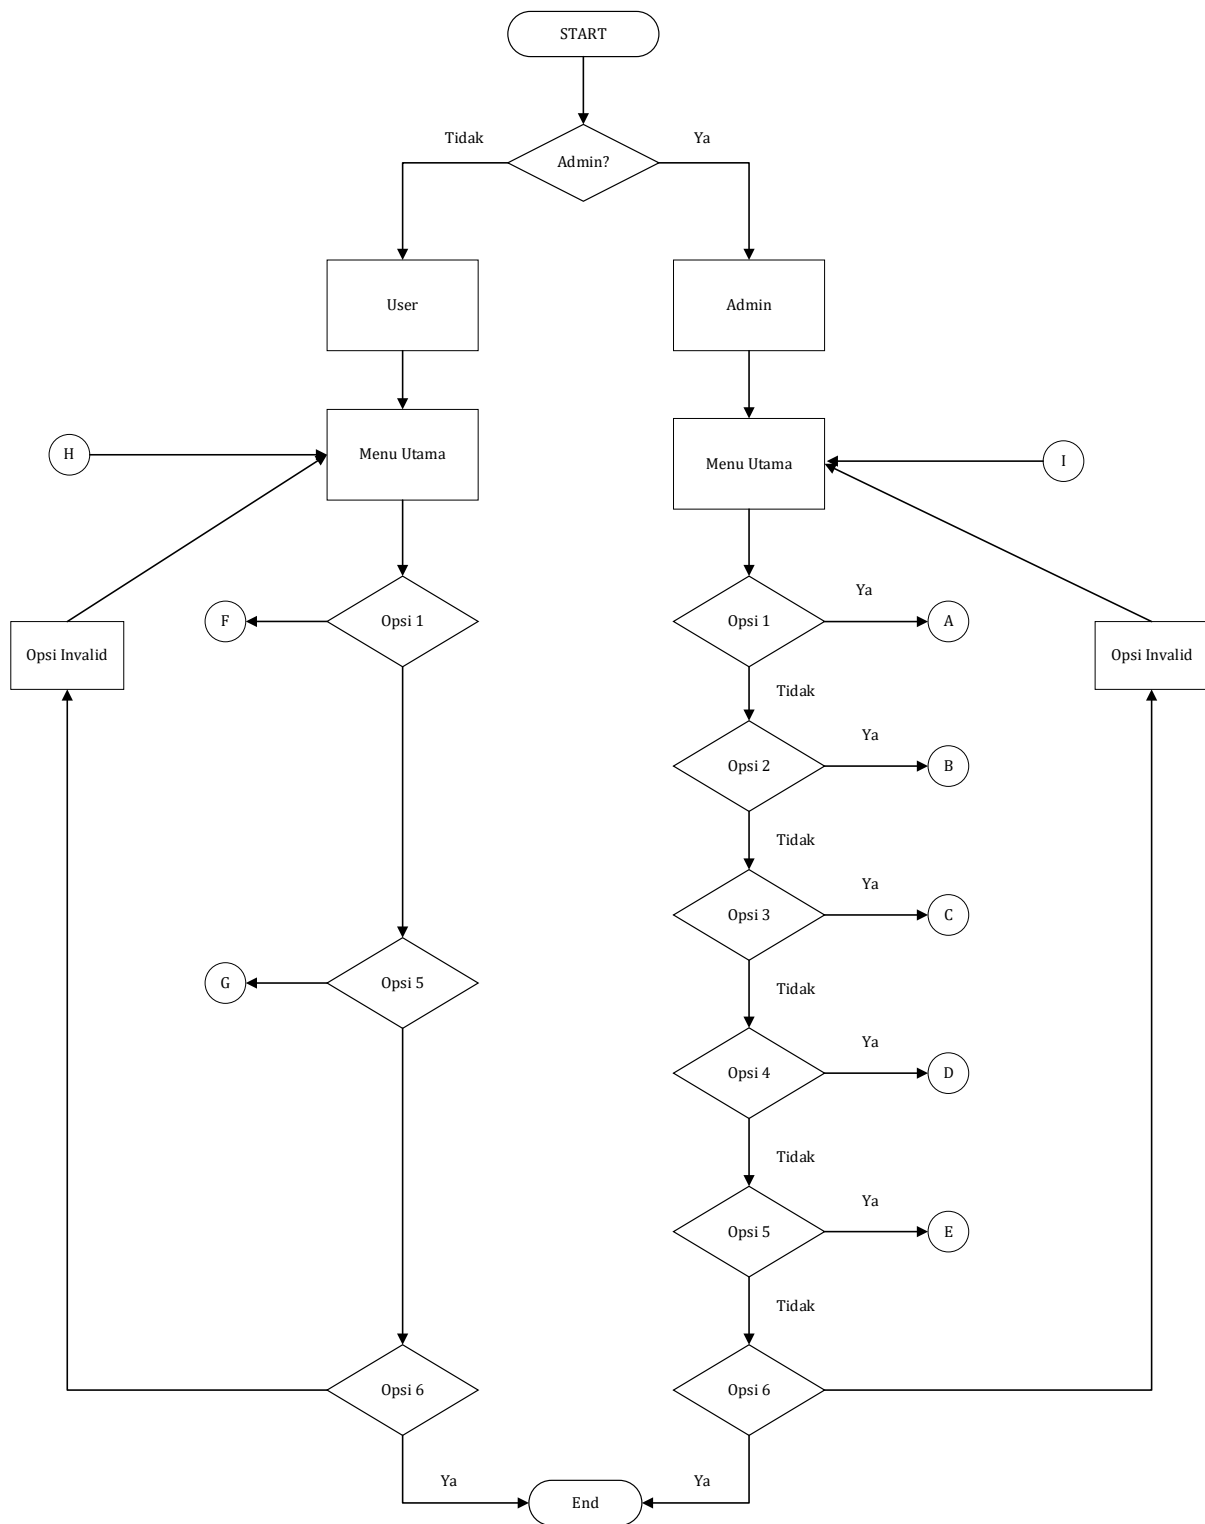 START
Tidak
Ya
Admin?
User
Admin
Menu Utama
Menu Utama
H
I
Opsi 1
F
Opsi 1
Ya
A
Opsi Invalid
Opsi Invalid
Tidak
Opsi 2
Ya
B
Tidak
Opsi 3
Ya
C
Opsi 5
G
Tidak
Opsi 4
Ya
D
Tidak
Opsi 5
Ya
E
Tidak
Opsi 6
Opsi 6
Ya
Ya
End